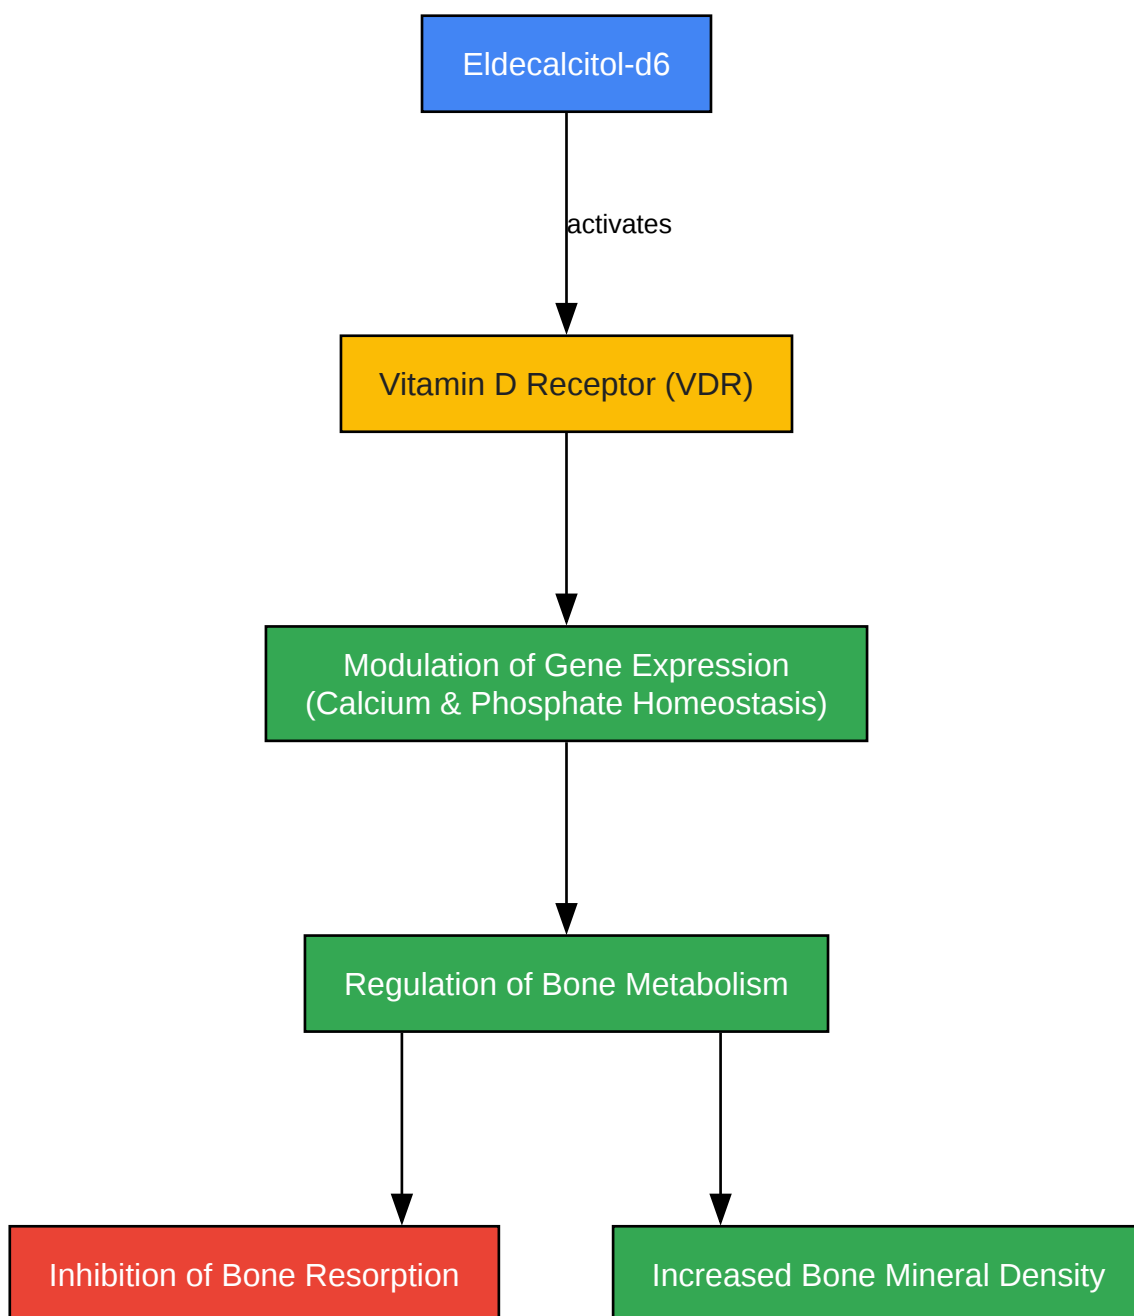 Eldecalcitol-d6
activates
Vitamin D Receptor (VDR)
Modulation of Gene Expression
(Calcium & Phosphate Homeostasis)
Regulation of Bone Metabolism
Inhibition of Bone Resorption
Increased Bone Mineral Density